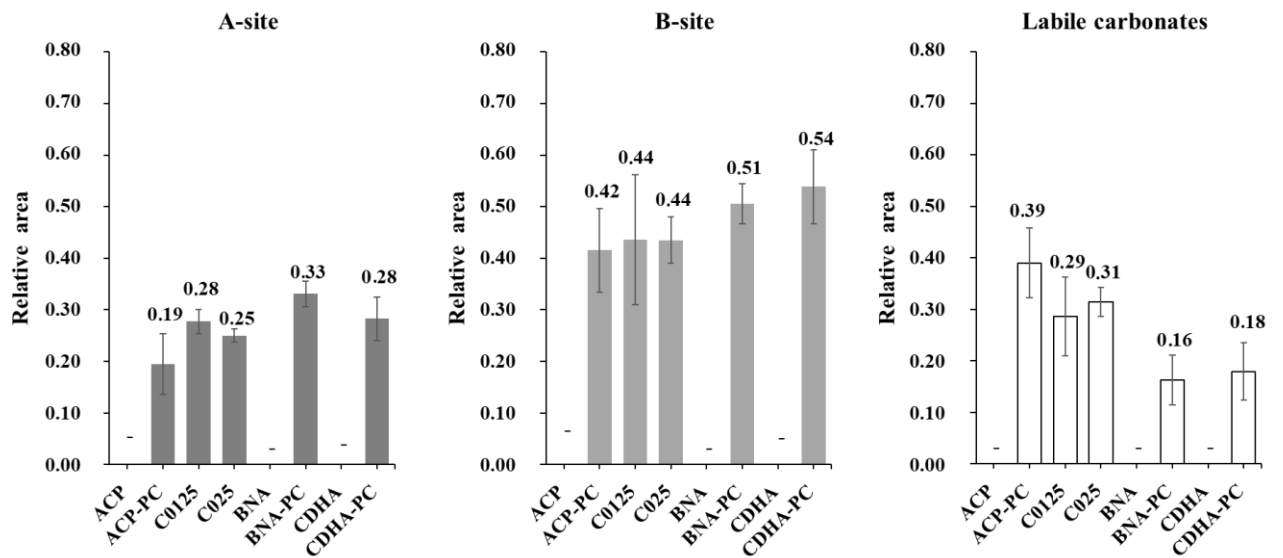 A-site
Relative area
0.80
0.70
0.60
0.50
0.40
0.30
0.20
0.10
0.00
-
0.19
0.28
0.25
-
0.33
-
0.28
ACP
ACP-PC
C0125
C025
BNA
BNA-PC
CDHA
CDHA-PC
B-site
Relative area
0.80
0.70
0.60
0.50
0.40
0.30
0.20
0.10
0.00
-
0.42
0.44
0.44
-
0.51
-
0.54
ACP
ACP-PC
C0125
C025
BNA
BNA-PC
CDHA
CDHA-PC
Labile carbonates
Relative area
0.80
0.70
0.60
0.50
0.40
0.30
0.20
0.10
0.00
-
0.39
0.29
0.31
-
0.16
-
0.18
ACP
ACP-PC
C0125
C025
BNA
BNA-PC
CDHA
CDHA-PC